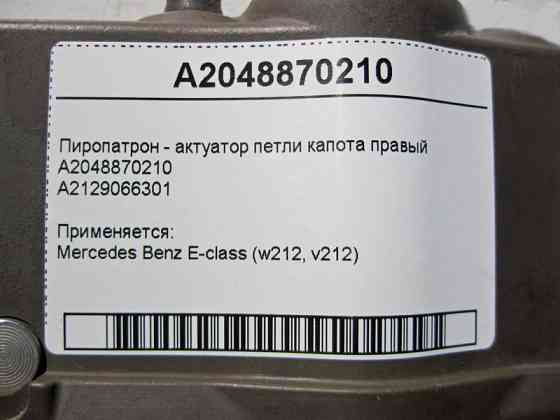 A2048870210
Пиропатрон - актуатор петли капота правый
A2048870210
A2129066301
Применяется:
Mercedes Benz E-class (w212, v212)